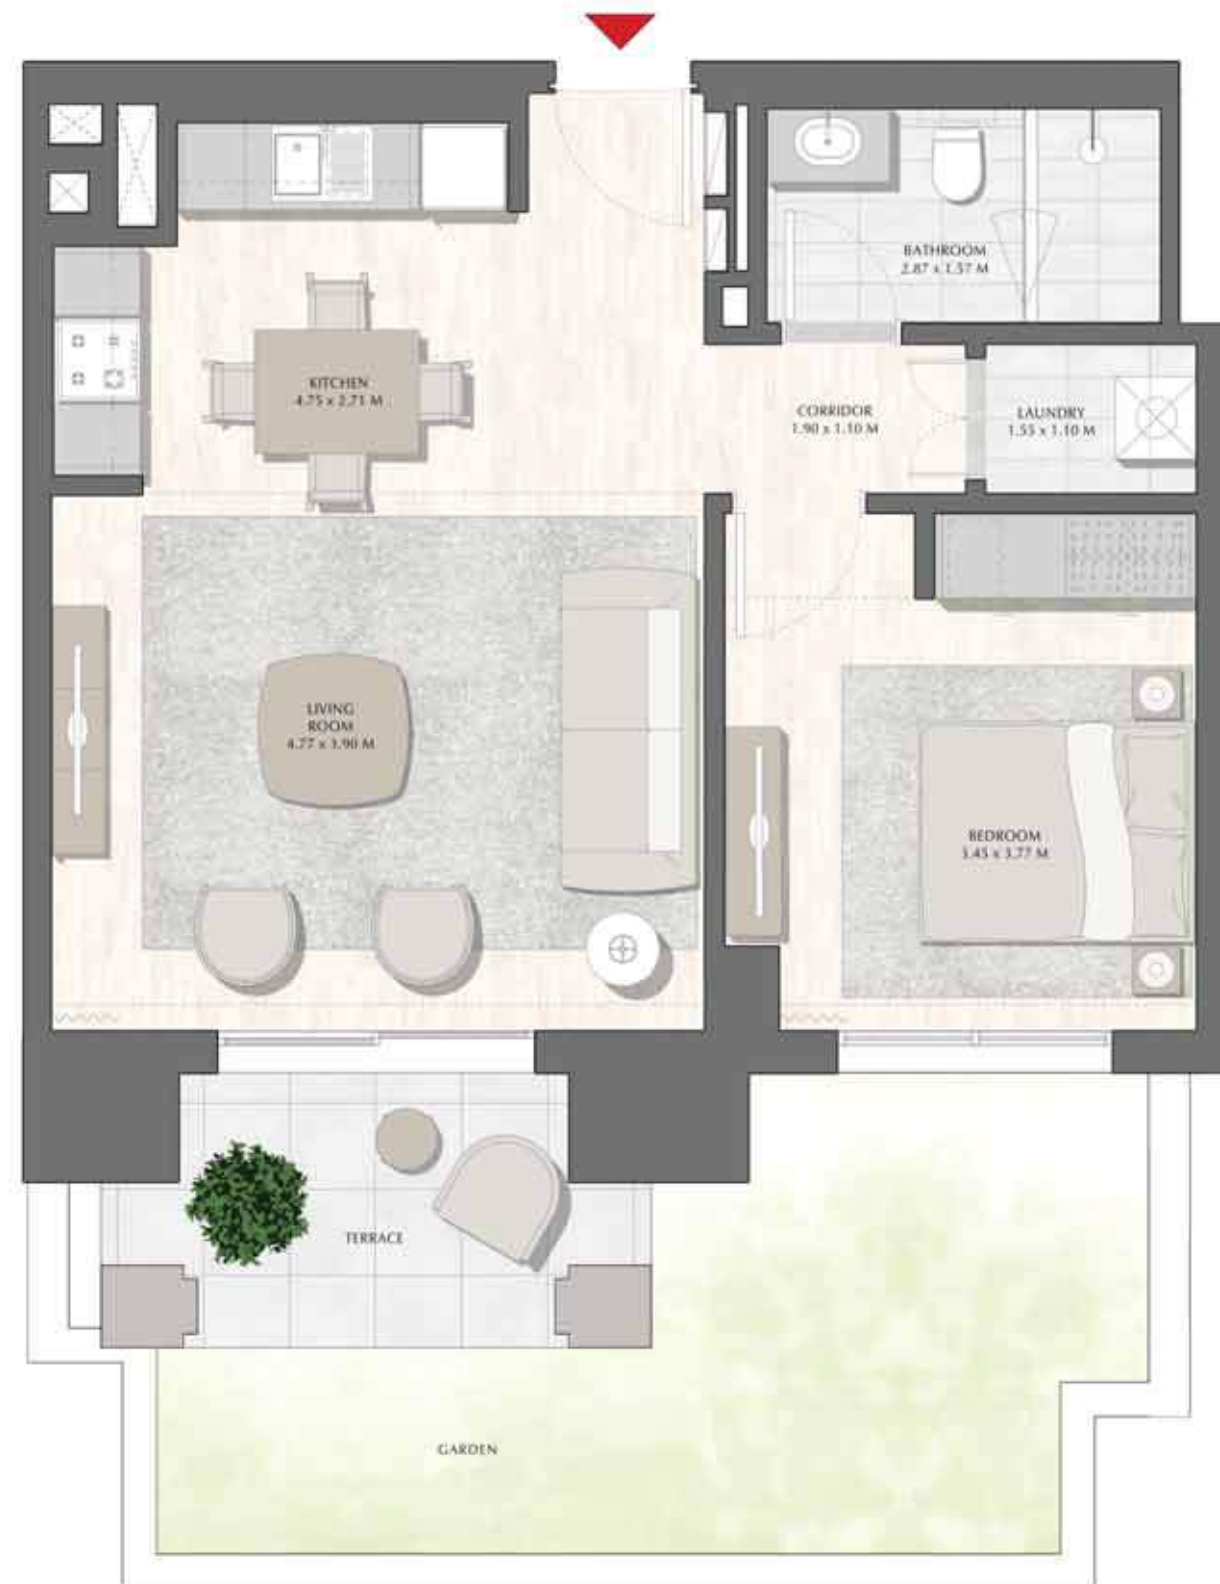 BATHROOM
2.87 x 1.57 M
KITCHEN
4.75 x 2.71 M
CORRIDOR
1.90 x 1.10 M
LAUNDRY
1.55 x 1.10 M
LIVING
ROOM
4.77 x 3.90 M
BEDROOM
3.45 x 3.77 M
TERRACE
GARDEN